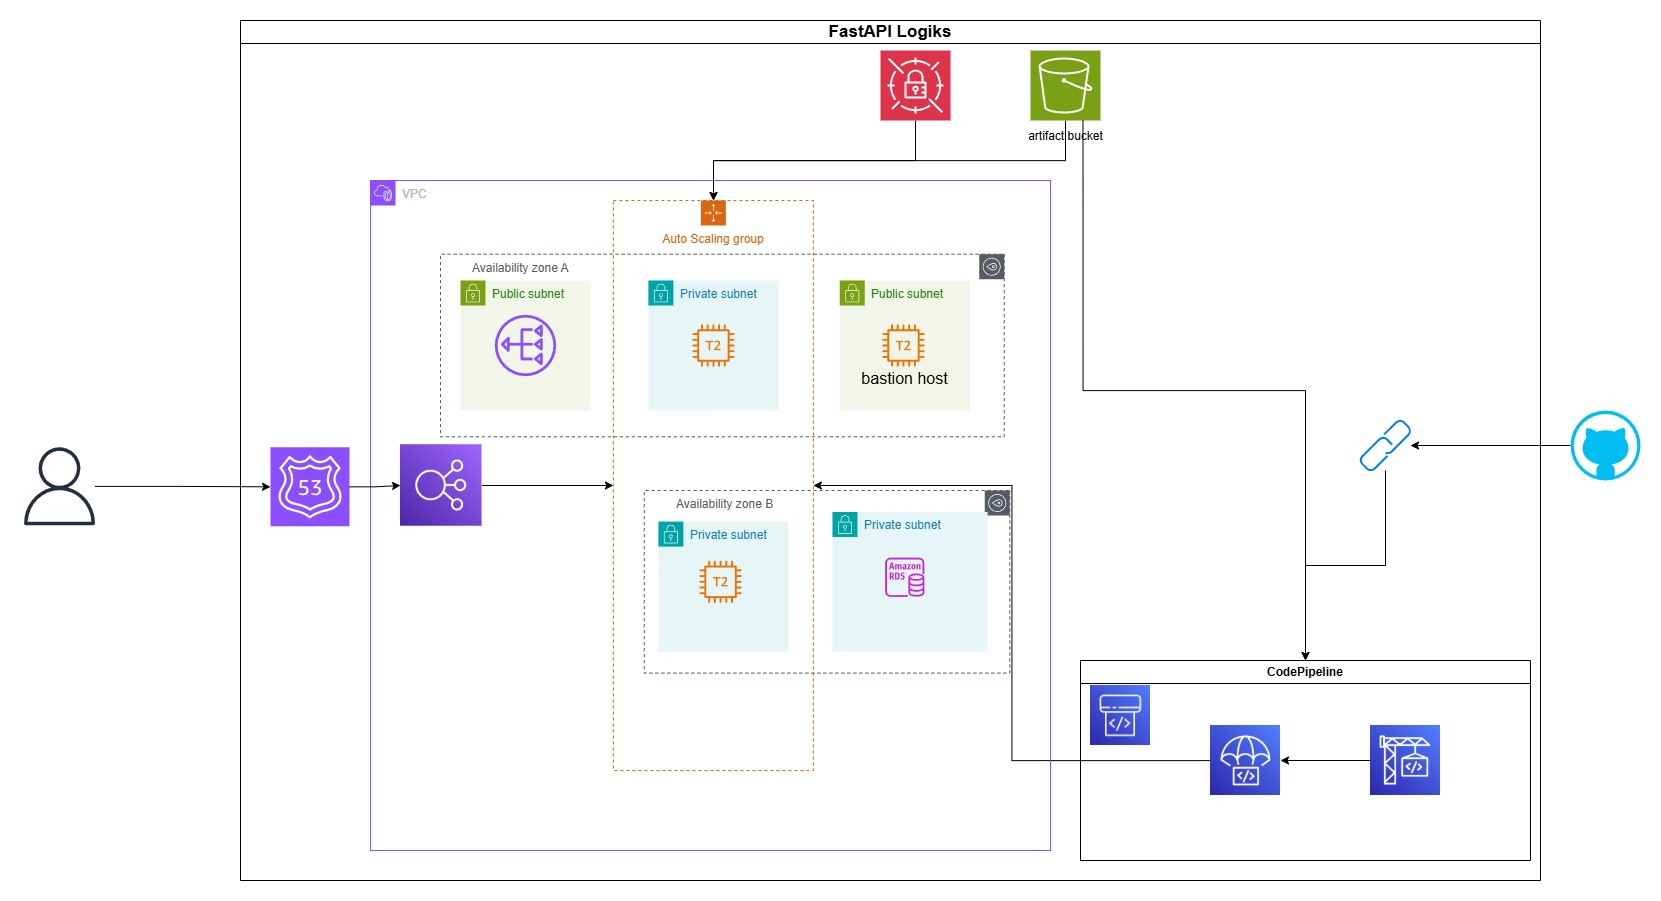 FastAPI Logiks
artifact bucket
VPC
Auto Scaling group
Availability zone A
Public subnet
Private subnet
T2
Public subnet
T2
bastion host
53
Availability zone B
Private subnet
T2
Private subnet
Amazon
RDS
CodePipeline